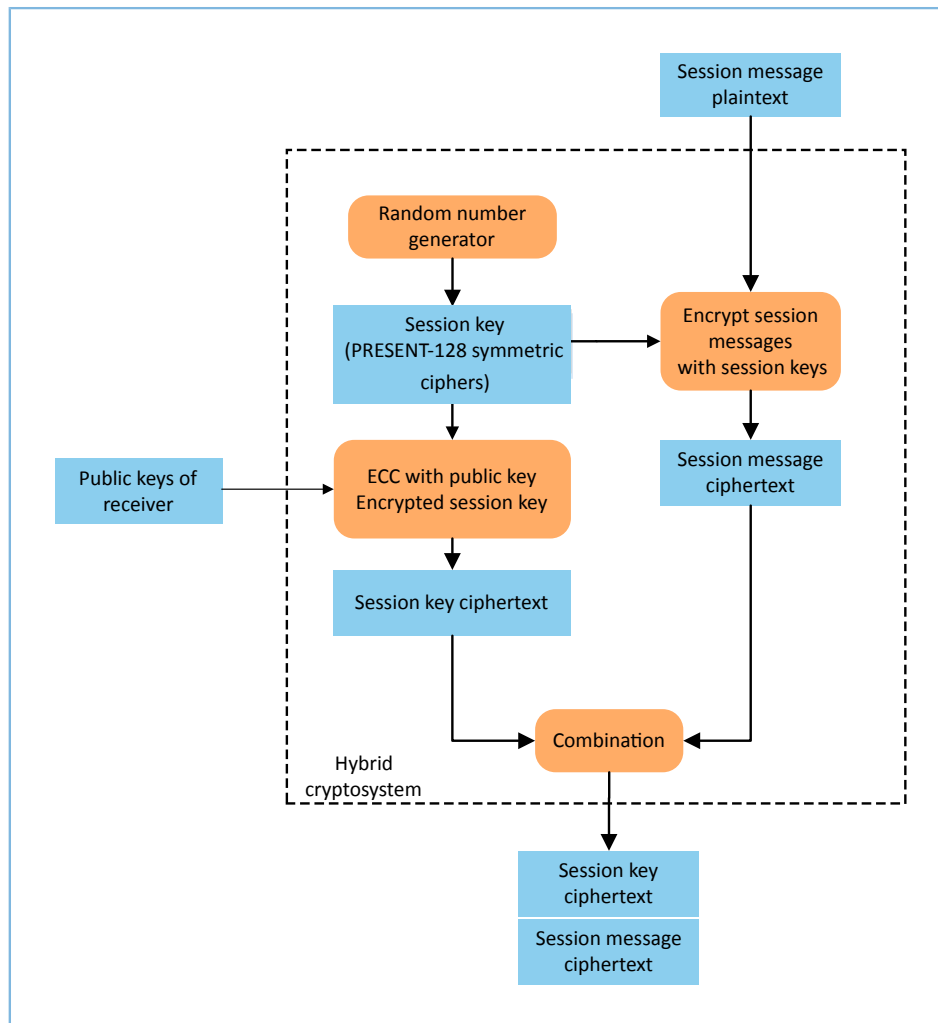 Session message
plaintext
Random number
generator
Session key
(PRESENT-128 symmetric
ciphers)
Encrypt session
messages
with session keys
Public keys of
receiver
ECC with public key
Encrypted session key
Session message
ciphertext
Session key ciphertext
Combination
Hybrid
cryptosystem
Session key
ciphertext
Session message
ciphertext